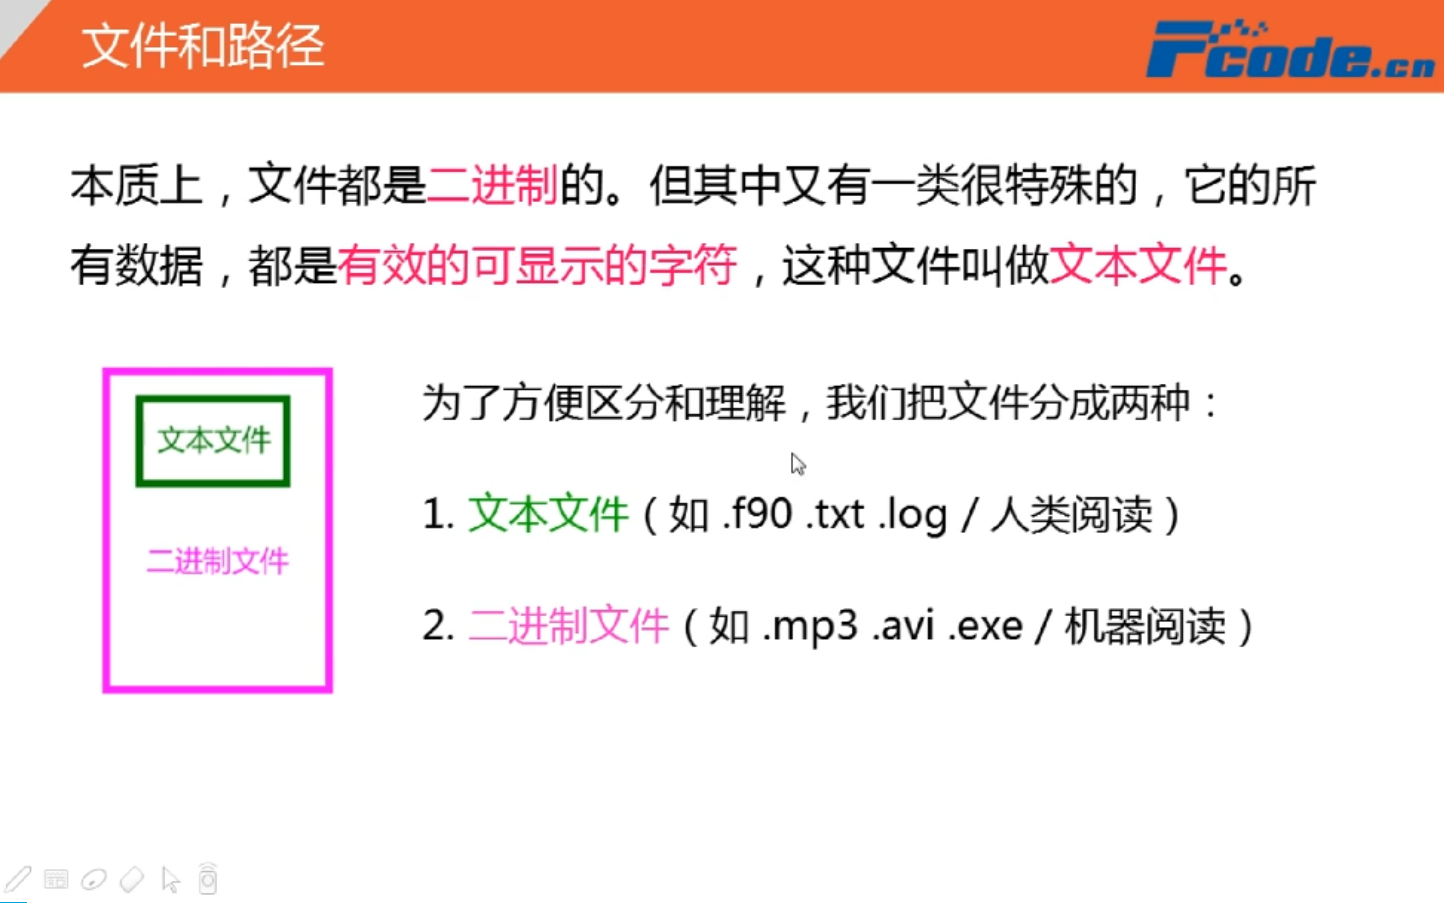 文件和路径
Fcode.cn
本质上，文件都是二进制的。但其中又有一类很特殊的，它的所
有数据，都是有效的可显示的字符，这种文件叫做文本文件。
文本文件
二进制文件
为了方便区分和理解，我们把文件分成两种：
1. 文本文件（如 .f90 .txt .log / 人类阅读）
2. 二进制文件（如 .mp3 .avi .exe / 机器阅读）